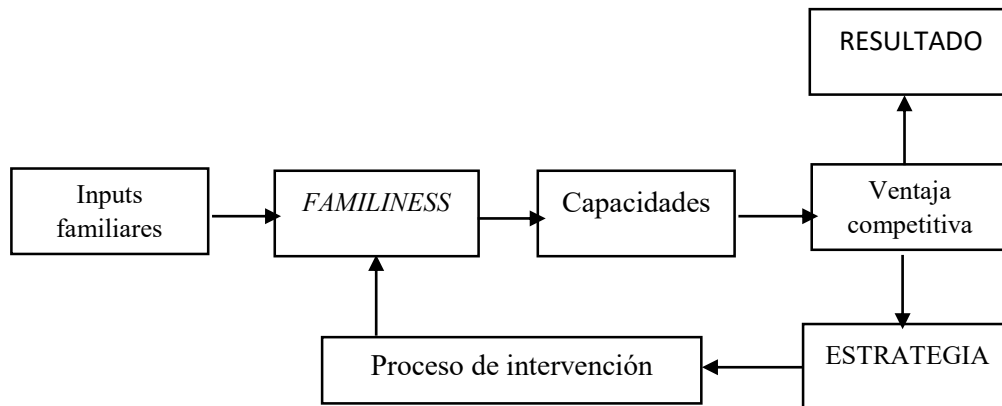 RESULTADO
Inputs
familiares
FAMILINESS
Capacidades
Ventaja
competitiva
Proceso de intervención
ESTRATEGIA